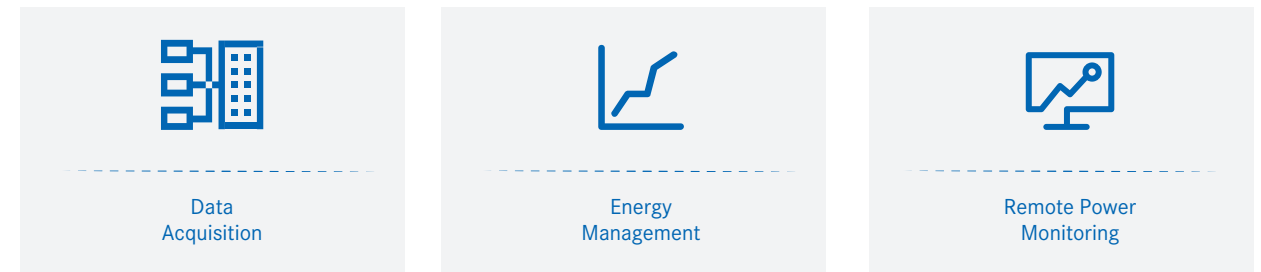 Data
Acquisition
Energy
Management
Remote Power
Monitoring